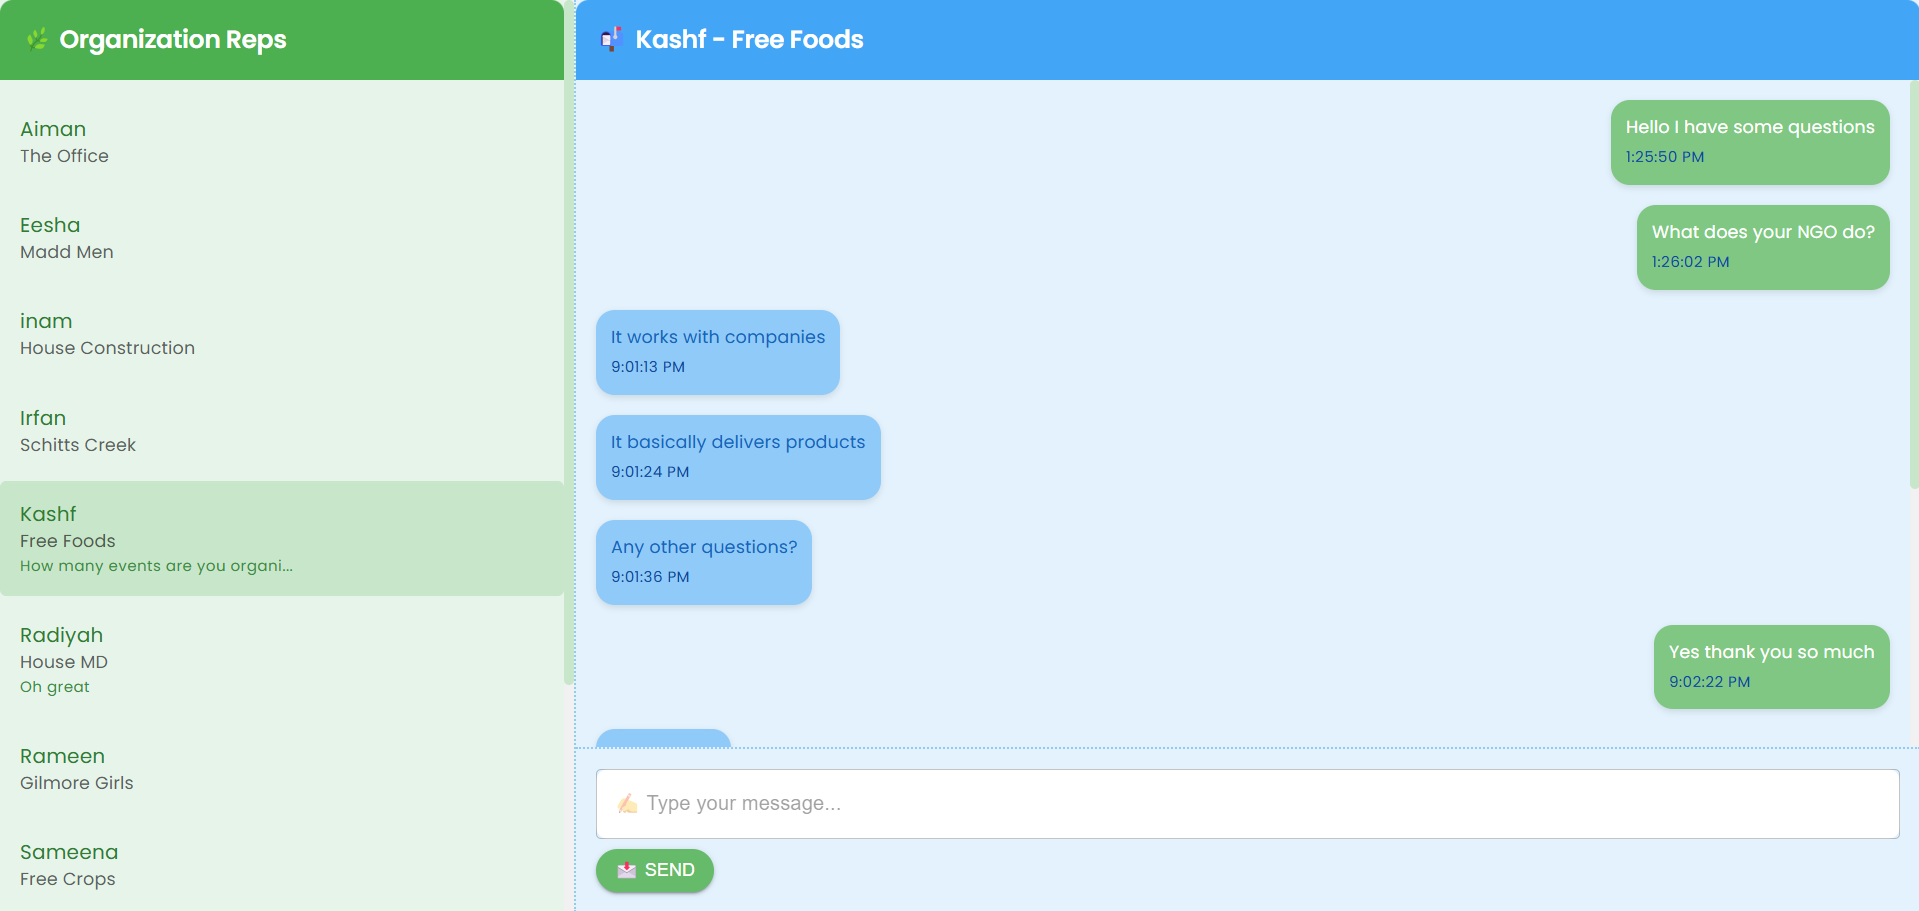 Organization Reps
Aiman
The Office
Eesha
Madd Men
inam
House Construction
Irfan
Schitts Creek
Kashf
Free Foods
How many events are you organi...
Radiyah
House MD
Oh great
Rameen
Gilmore Girls
Sameena
Free Crops
Kashf - Free Foods
Hello I have some questions
1:25:50 PM
What does your NGO do?
1:26:02 PM
It works with companies
9:01:13 PM
It basically delivers products
9:01:24 PM
Any other questions?
9:01:36 PM
Yes thank you so much
9:02:22 PM
Type your message...
SEND